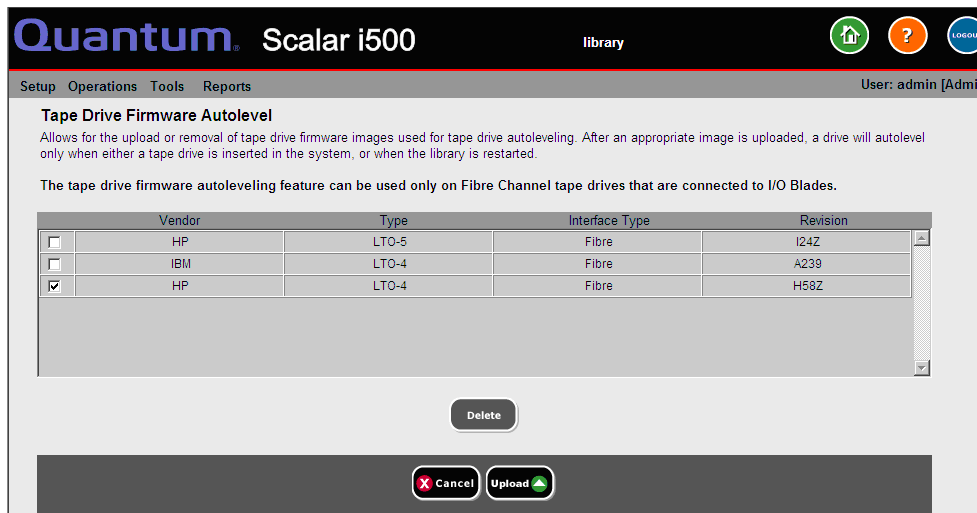 Quantum. Scalar i500
library
?
LOGOU
Setup Operations Tools Reports
User: admin [Admi
Tape Drive Firmware Autolevel
Allows for the upload or removal of tape drive firmware images used for tape drive autoleveling. After an appropriate image is uploaded, a drive will autolevel
only when either a tape drive is inserted in the system, or when the library is restarted.
The tape drive firmware autoleveling feature can be used only on Fibre Channel tape drives that are connected to I/O Blades.
Vendor Type Interface Type Revision
HP LTO-5 Fibre I24Z
IBM LTO-4 Fibre A239
HP LTO-4 Fibre H58Z
Delete
X Cancel Upload